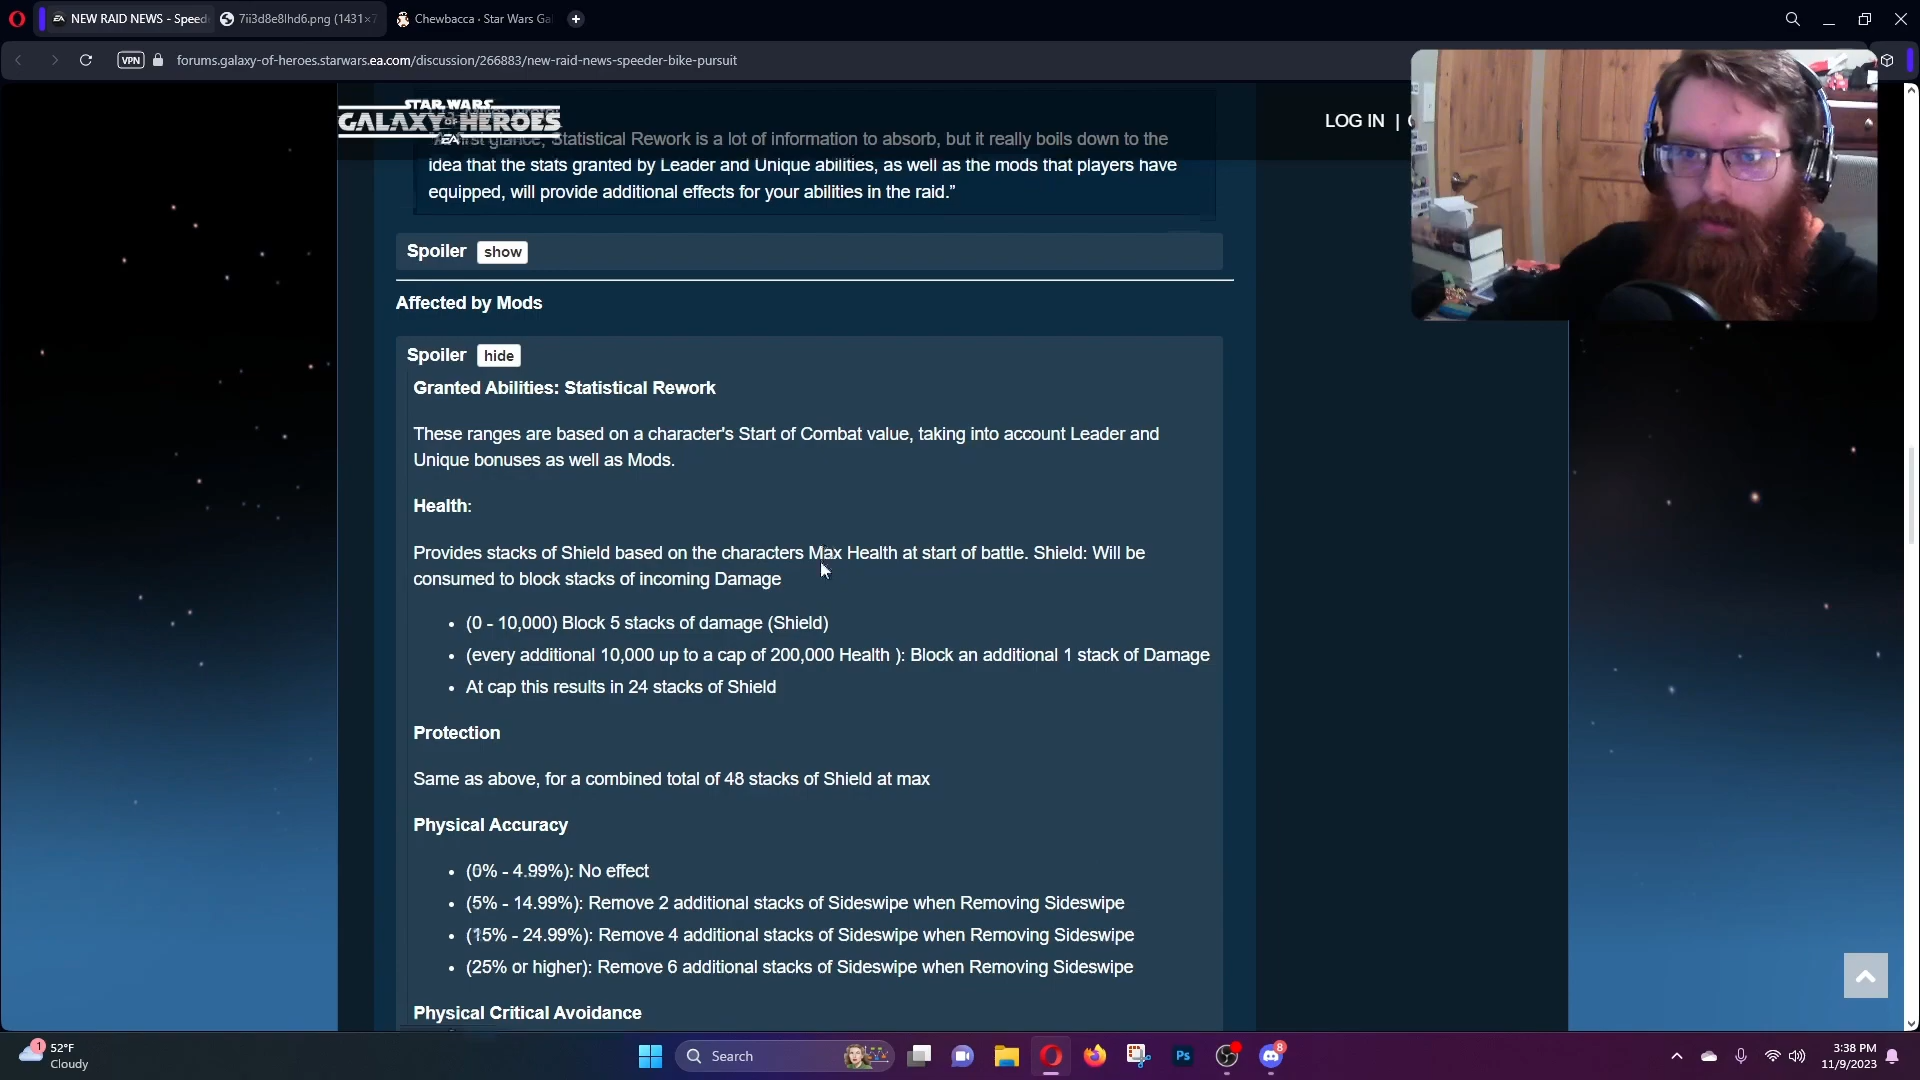 NEW RAID NEWS - Speed
7ii3d8e8lhd6.png (1431×7
Chewbacca · Star Wars Ga
VPN
forums.galaxy-of-heroes.starwars.ea.com/discussion/266883/new-raid-news-speeder-bike-pursuit
STAR WARS
GALAXY OF HEROES
EA
LOG IN |
first glance, Statistical Rework is a lot of information to absorb, but it really boils down to the
idea that the stats granted by Leader and Unique abilities, as well as the mods that players have
equipped, will provide additional effects for your abilities in the raid.”
Spoiler show
Affected by Mods
Spoiler hide
Granted Abilities: Statistical Rework
These ranges are based on a character's Start of Combat value, taking into account Leader and
Unique bonuses as well as Mods.
Health:
Provides stacks of Shield based on the characters Max Health at start of battle. Shield: Will be
consumed to block stacks of incoming Damage
• (0 - 10,000) Block 5 stacks of damage (Shield)
• (every additional 10,000 up to a cap of 200,000 Health ): Block an additional 1 stack of Damage
• At cap this results in 24 stacks of Shield
Protection
Same as above, for a combined total of 48 stacks of Shield at max
Physical Accuracy
• (0% - 4.99%): No effect
• (5% - 14.99%): Remove 2 additional stacks of Sideswipe when Removing Sideswipe
• (15% - 24.99%): Remove 4 additional stacks of Sideswipe when Removing Sideswipe
• (25% or higher): Remove 6 additional stacks of Sideswipe when Removing Sideswipe
Physical Critical Avoidance
1
52°F
Cloudy
Search
Ps
8
3:38 PM
11/9/2023